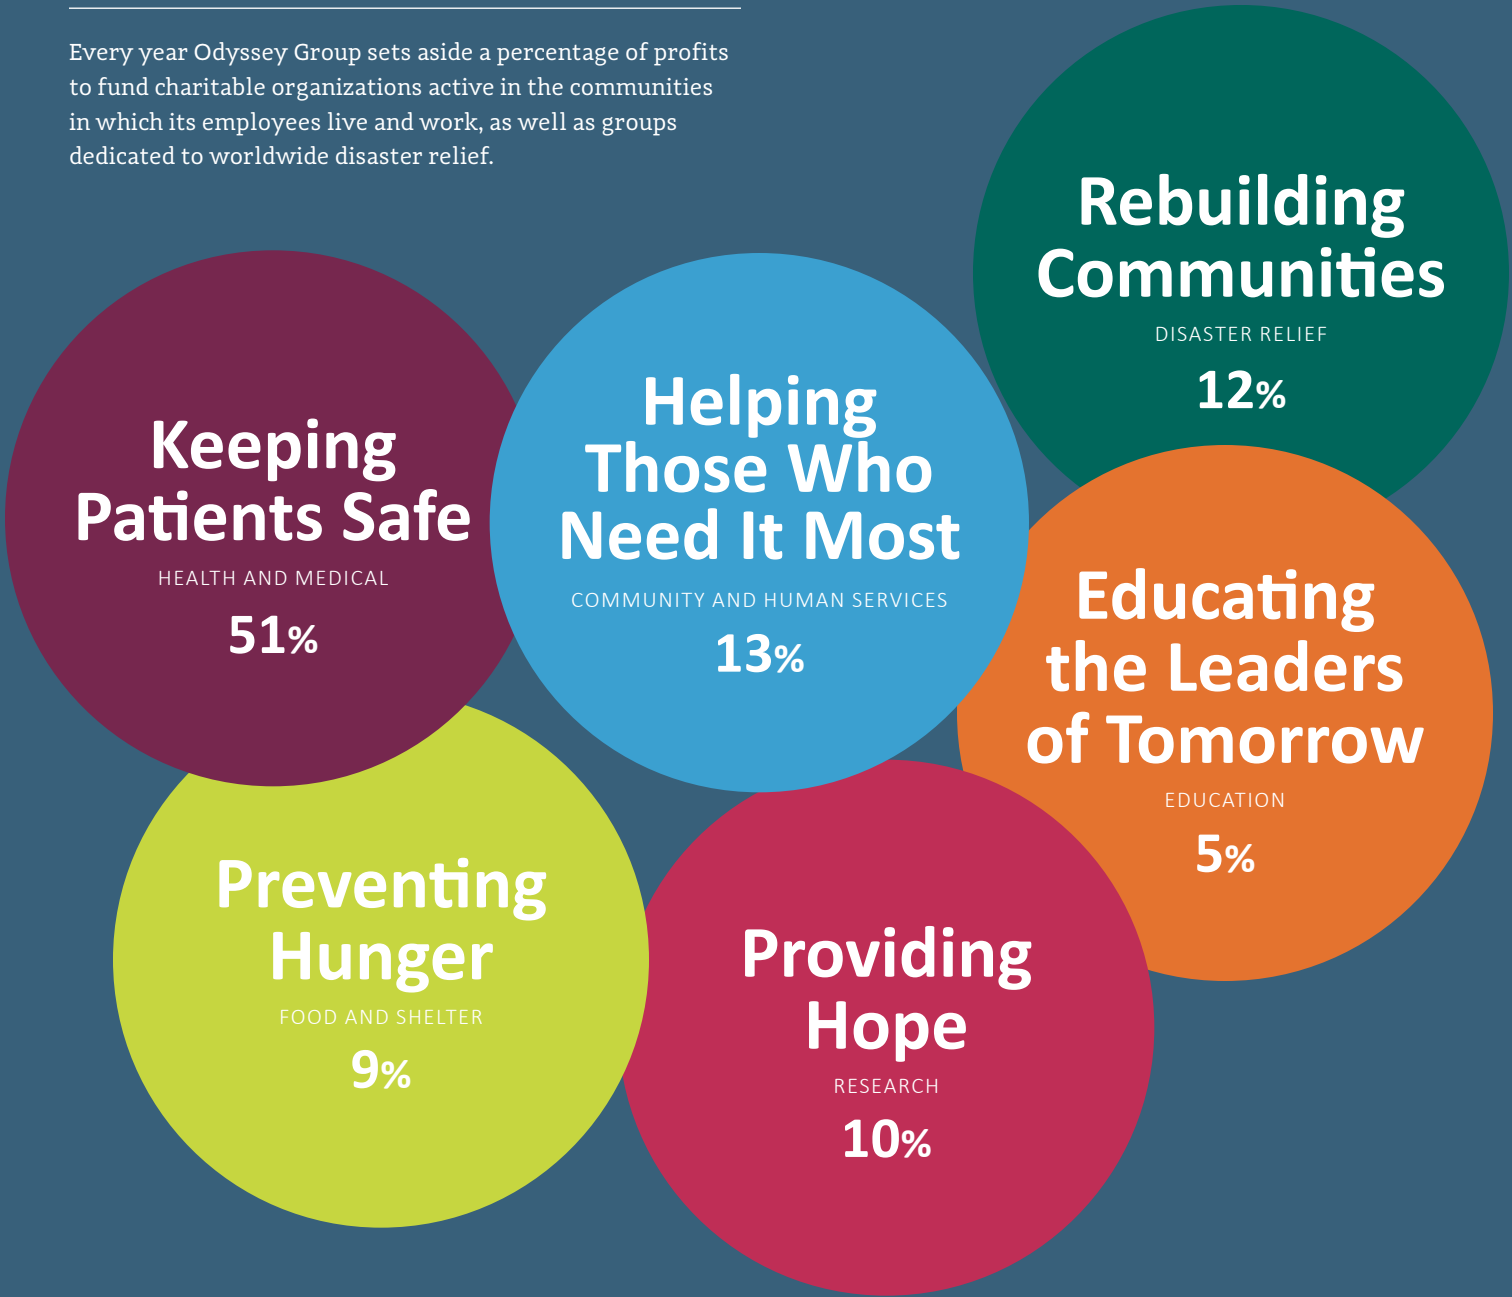 Every year Odyssey Group sets aside a percentage of profits
to fund charitable organizations active in the communities
in which its employees live and work, as well as groups
dedicated to worldwide disaster relief.
Rebuilding
Communities
DISASTER RELIEF
12%
Keeping
Patients Safe
HEALTH AND MEDICAL
51%
Helping
Those Who
Need It Most
COMMUNITY AND HUMAN SERVICES
13%
Educating
the Leaders
of Tomorrow
EDUCATION
5%
Preventing
Hunger
FOOD AND SHELTER
9%
Providing
Hope
RESEARCH
10%